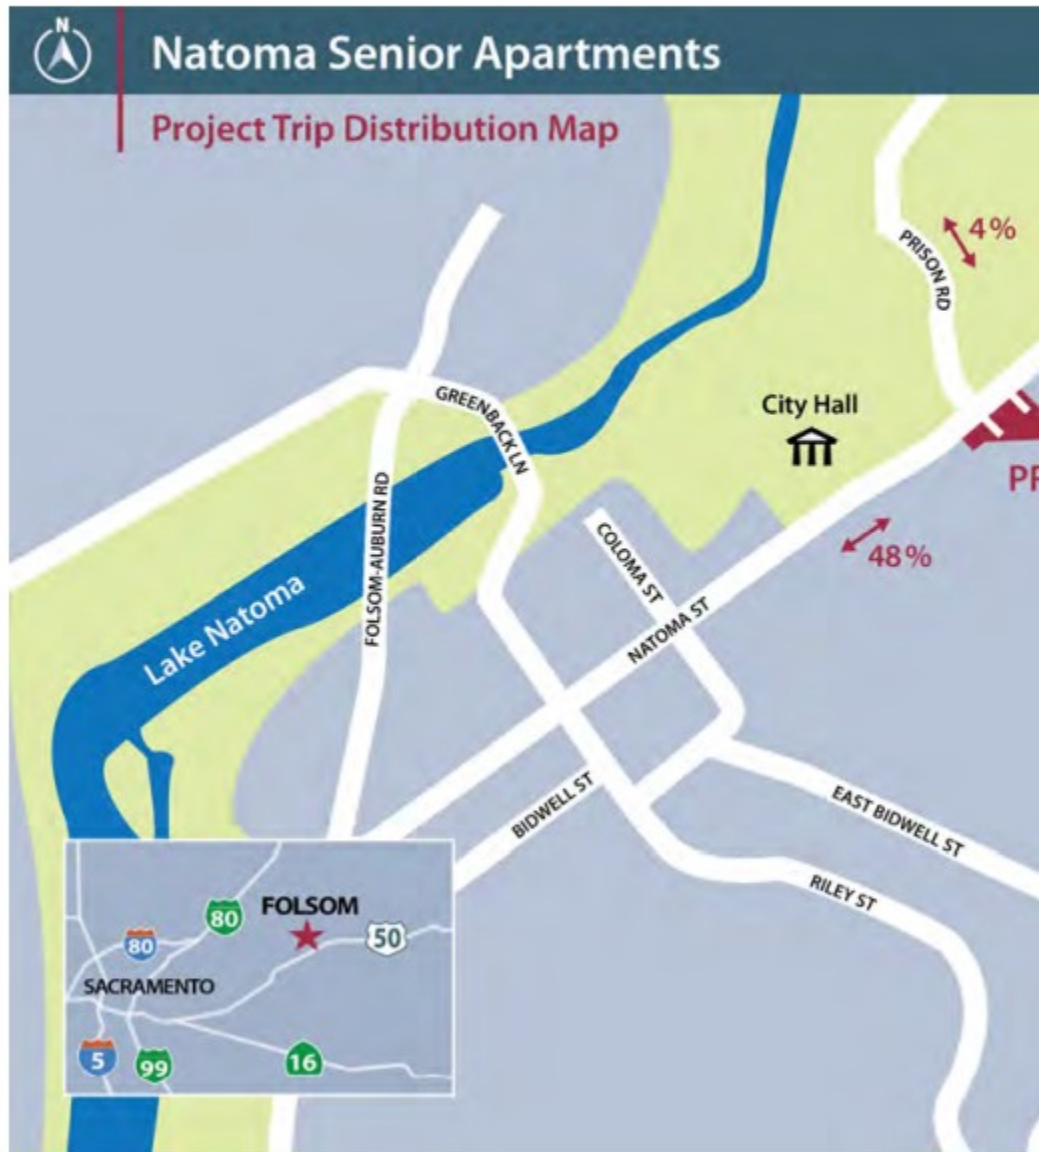 N
Natoma Senior Apartments
Project Trip Distribution Map
4%
PRISON RD
City Hall
GREENBACK LN
PR
FOLSOM-AUBURN RD
COLOMA ST
48%
Lake Natoma
NATOMA ST
BIDWELL ST
EAST BIDWELL ST
RILEY ST
FOLSOM
80
80
50
SACRAMENTO
5
99
16